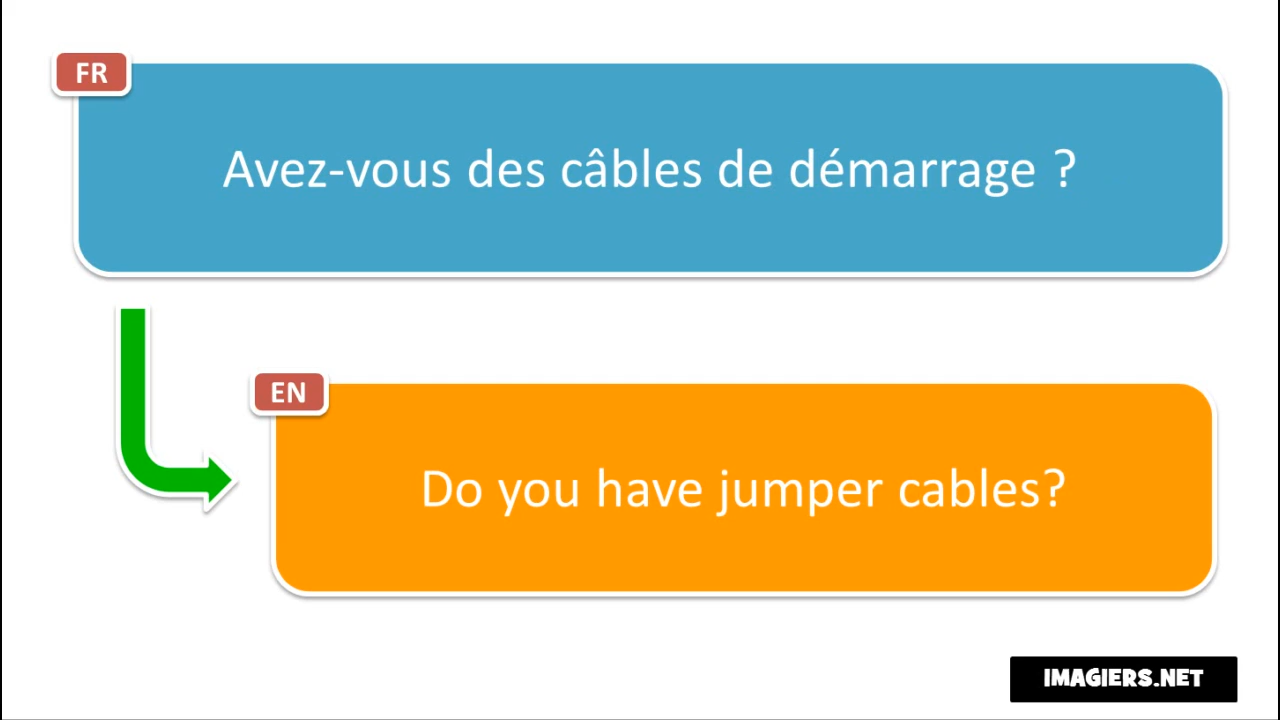 FR
Avez-vous des câbles de démarrage ?
EN
Do you have jumper cables?
IMAGIERS.NET